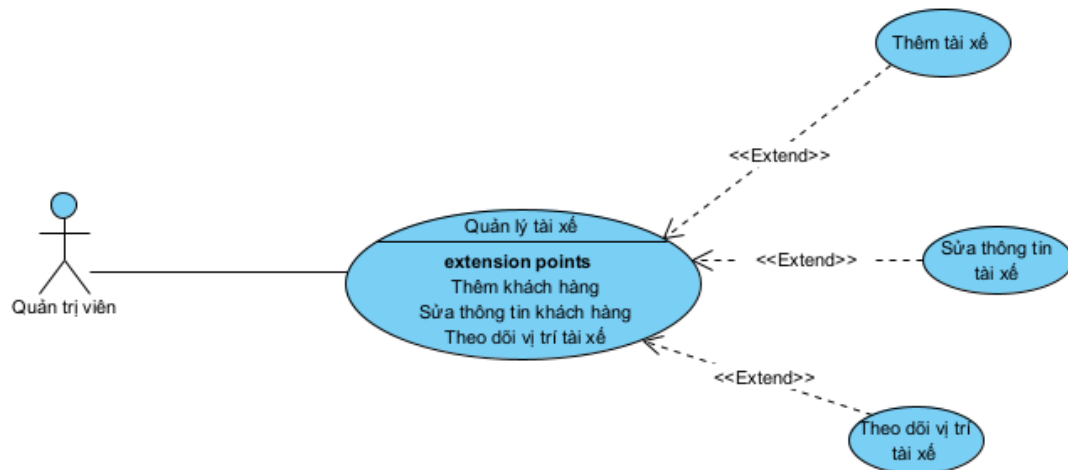 Thêm tài xế
<<Extend>>
Quản lý tài xế
extension points
Thêm khách hàng
Sửa thông tin khách hàng
Theo dõi vị trí tài xế
<<Extend>>
Sửa thông tin
tài xế
Quản trị viên
<<Extend>>
Theo dõi vị trí
tài xế